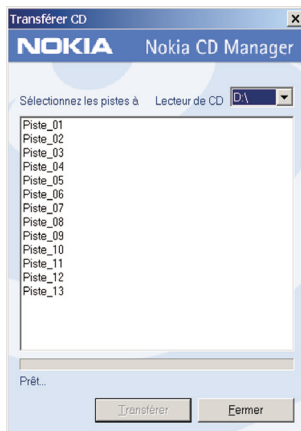 Transférer CD
NOKIA Nokia CD Manager
Sélectionnez les pistes à Lecteur de CD D:\
Piste_01
Piste_02
Piste_03
Piste_04
Piste_05
Piste_06
Piste_07
Piste_08
Piste_09
Piste_10
Piste_11
Piste_12
Piste_13
Prêt...
Transférer Fermer